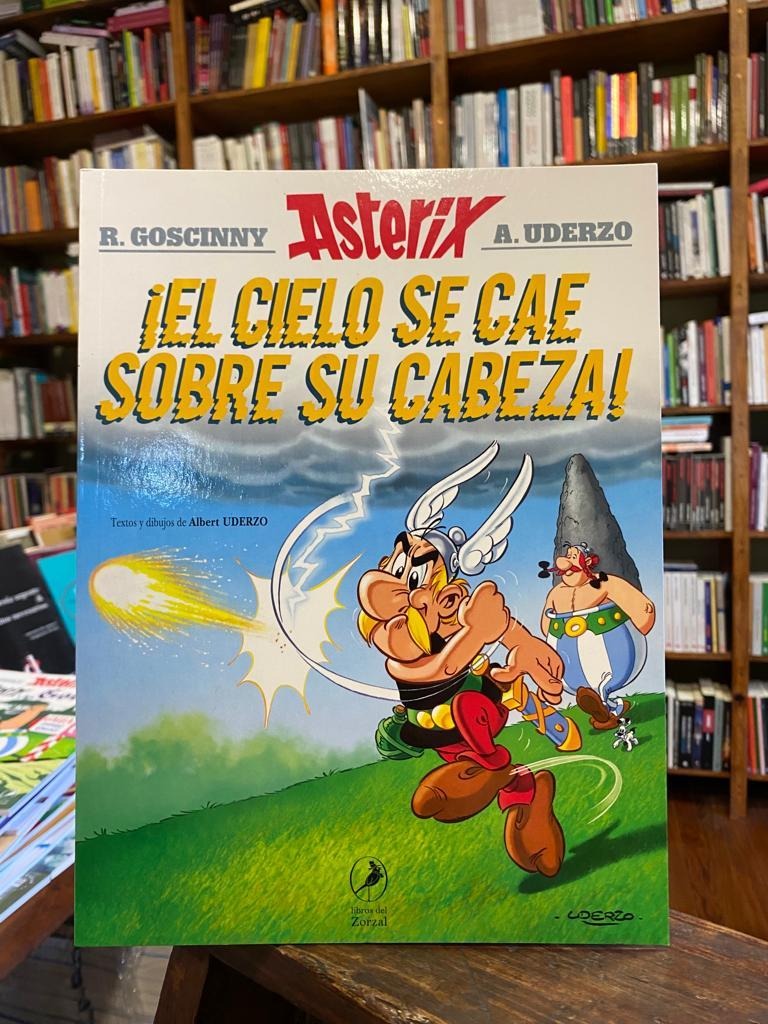 R. GOSCINNY Asterix A. UDERZO
¡EL CIELO SE CAE
SOBRE SU CABEZA!
Textos y dibujos de Albert UDERZO
libros del
Zorzal
- UDERZO -